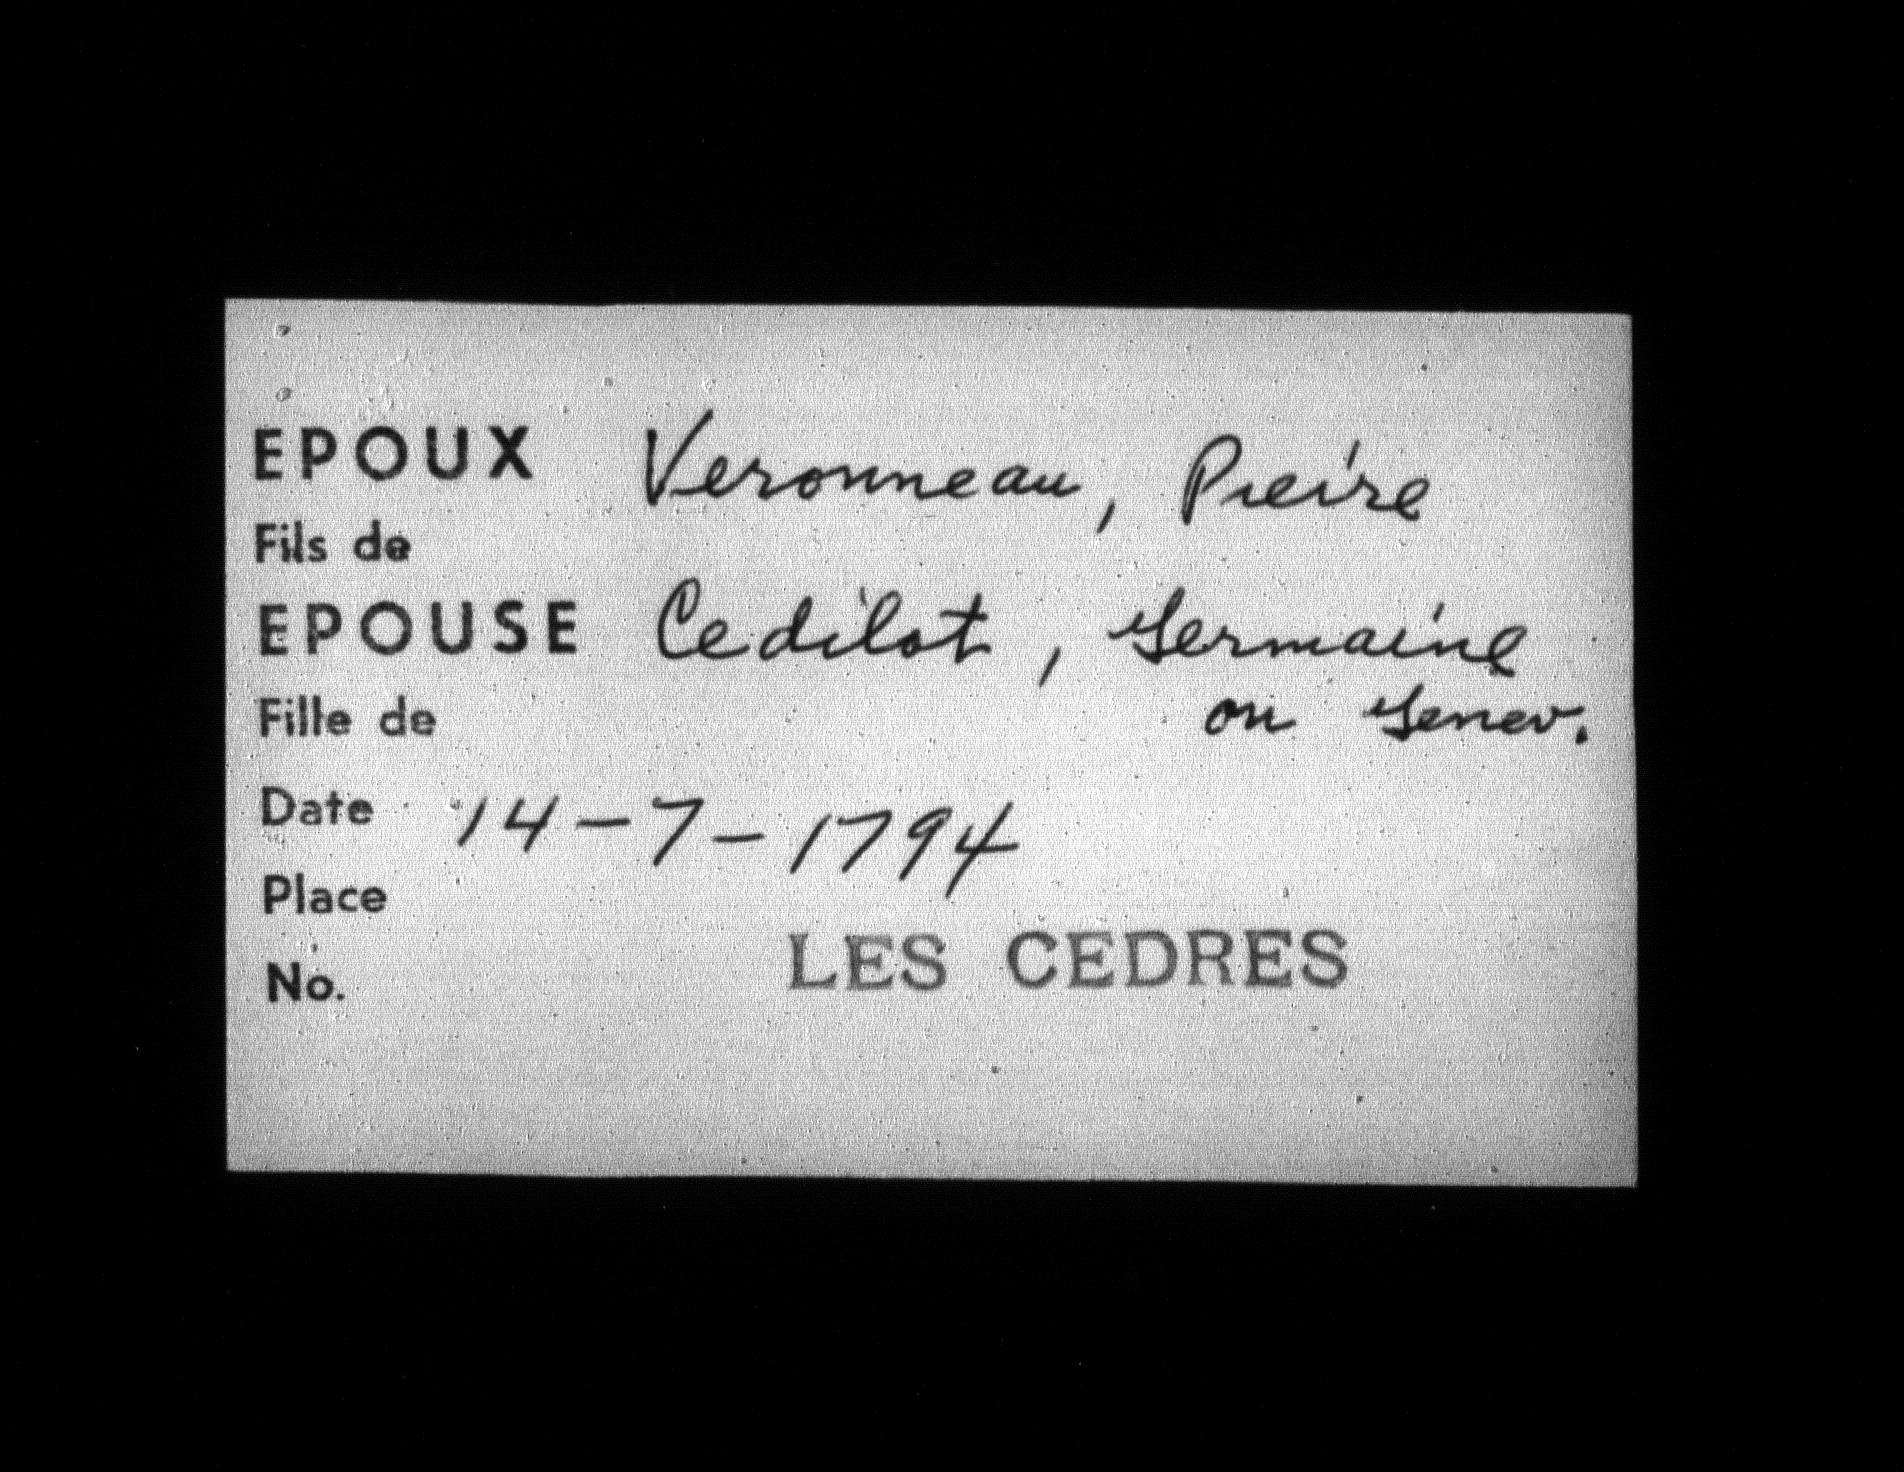 EPOUX Veronneau, Pierre
Fils de
EPOUSE Cedilot, Germaine
Fille de ou Genev.
Date 14-7-1794
Place
LES CEDRES
No.